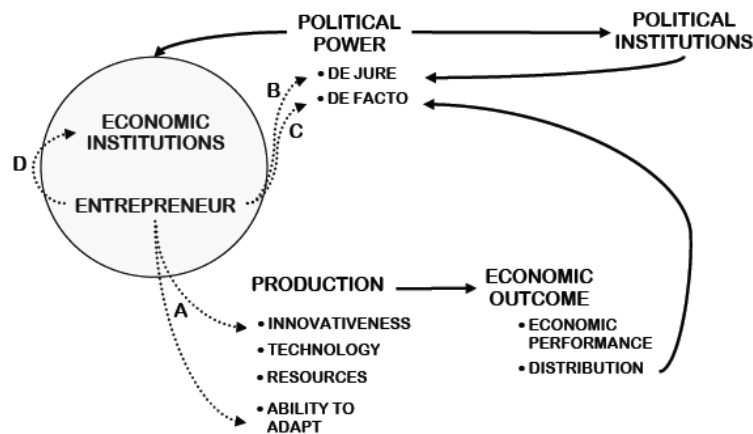 POLITICAL
POWER
POLITICAL
INSTITUTIONS
• DE JURE
• DE FACTO
B
C
ECONOMIC
INSTITUTIONS
D
ENTREPRENEUR
A
PRODUCTION
• INNOVATIVENESS
• TECHNOLOGY
• RESOURCES
• ABILITY TO
ADAPT
ECONOMIC
OUTCOME
• ECONOMIC
PERFORMANCE
• DISTRIBUTION